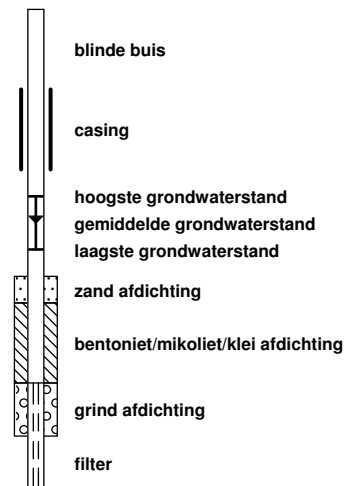 blinde buis
casing
hoogste grondwaterstand
gemiddelde grondwaterstand
laagste grondwaterstand
zand afdichting
bentoniet/mikoliet/klei afdichting
grind afdichting
filter